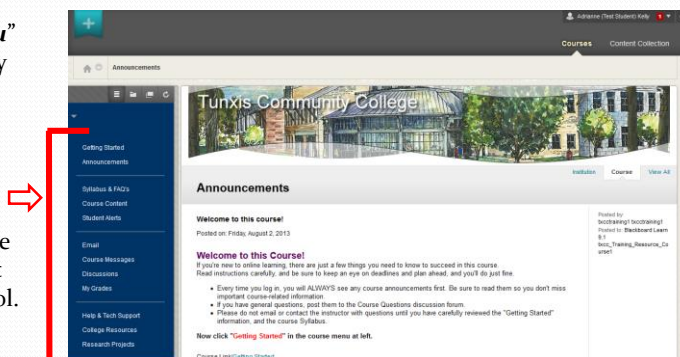 u”
y
e
t
ol.
Adrianne (Test Student) Kelly 9
Courses Content Collection
Announcements
Getting Started
Announcements
Syllabus & FAQ's
Course Content
Student Alerts
Email
Course Messages
Discussions
My Grades
Help & Tech Support
College Resources
Research Projects
Tunxis Community College
Institution Course View All
Announcements
Welcome to this course!
Posted on: Friday, August 2, 2013
Welcome to this Course!
If you're new to online learning, there are just a few things you need to know to succeed in this course.
Read instructions carefully, and be sure to keep an eye on deadlines and plan ahead, and you'll do just fine.
• Every time you log in, you will ALWAYS see any course announcements first. Be sure to read them so you don't miss
important course-related information.
• If you have general questions, post them to the Course Questions discussion forum.
• Please do not email or contact the instructor with questions until you have carefully reviewed the "Getting Started"
information, and the course Syllabus.
Now click "Getting Started" in the course menu at left.
Course Link/Getting Started
Posted by:
txcctraining1 txcctraining1
Posted to: Blackboard Learn
9.1
txcc_Training_Resource_Co
urse1